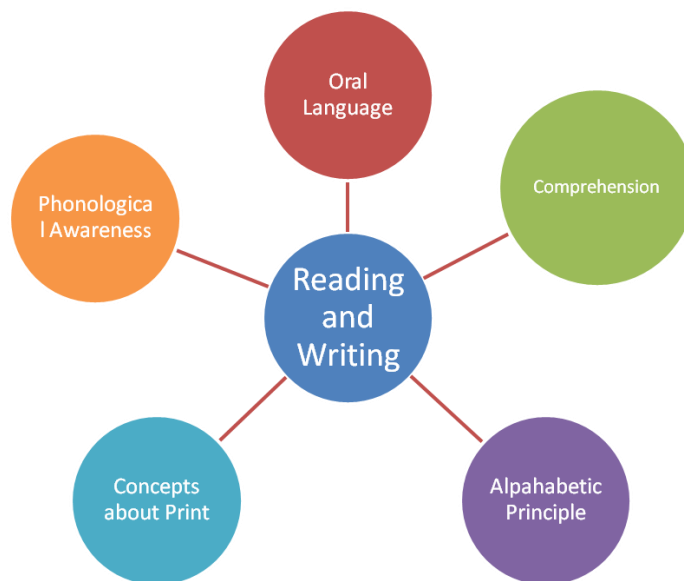 Oral
Language
Comprehension
Phonologica
l Awareness
Reading
and
Writing
Concepts
about Print
Alpahabetic
Principle